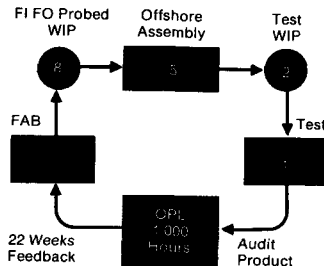 FI FO Probed
WIP
Offshore
Assembly
Test
WIP
8
5
2
FAB
Test
1
OPL
1,000
Hours
22 Weeks
Feedback
Audit
Product